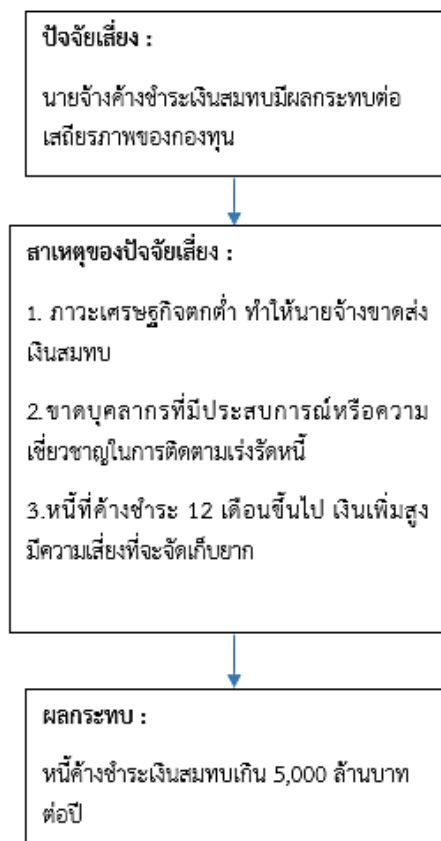 ปัจจัยเสี่ยง :
นายจ้างค้างชำระเงินสมทบมีผลกระทบต่อ
เสถียรภาพของกองทุน
สาเหตุของปัจจัยเสี่ยง :
1. ภาวะเศรษฐกิจตกต่ำ ทำให้นายจ้างขาดส่ง
เงินสมทบ
2.ขาดบุคลากรที่มีประสบการณ์หรือความ
เชี่ยวชาญในการติดตามเร่งรัดหนี้
3.หนี้ที่ค้างชำระ 12 เดือนขึ้นไป เงินเพิ่มสูง
มีความเสี่ยงที่จะจัดเก็บยาก
ผลกระทบ :
หนี้ค้างชำระเงินสมทบเกิน 5,000 ล้านบาท
ต่อปี